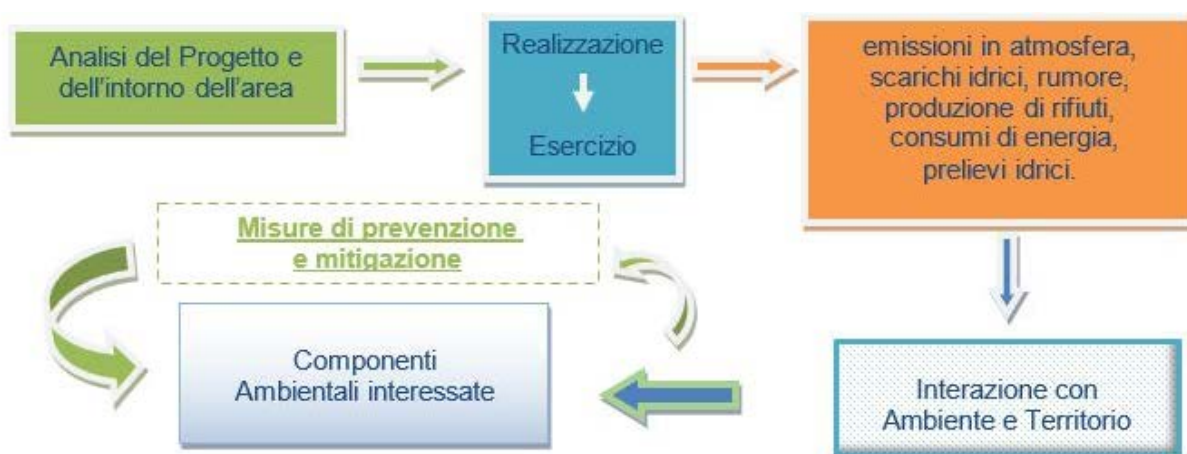 Analisi del Progetto e
dell'intorno dell'area
Realizzazione
Esercizio
emissioni in atmosfera,
scarichi idrici, rumore,
produzione di rifiuti,
consumi di energia,
prelievi idrici.
Misure di prevenzione
e mitigazione
Componenti
Ambientali interessate
Interazione con
Ambiente e Territorio